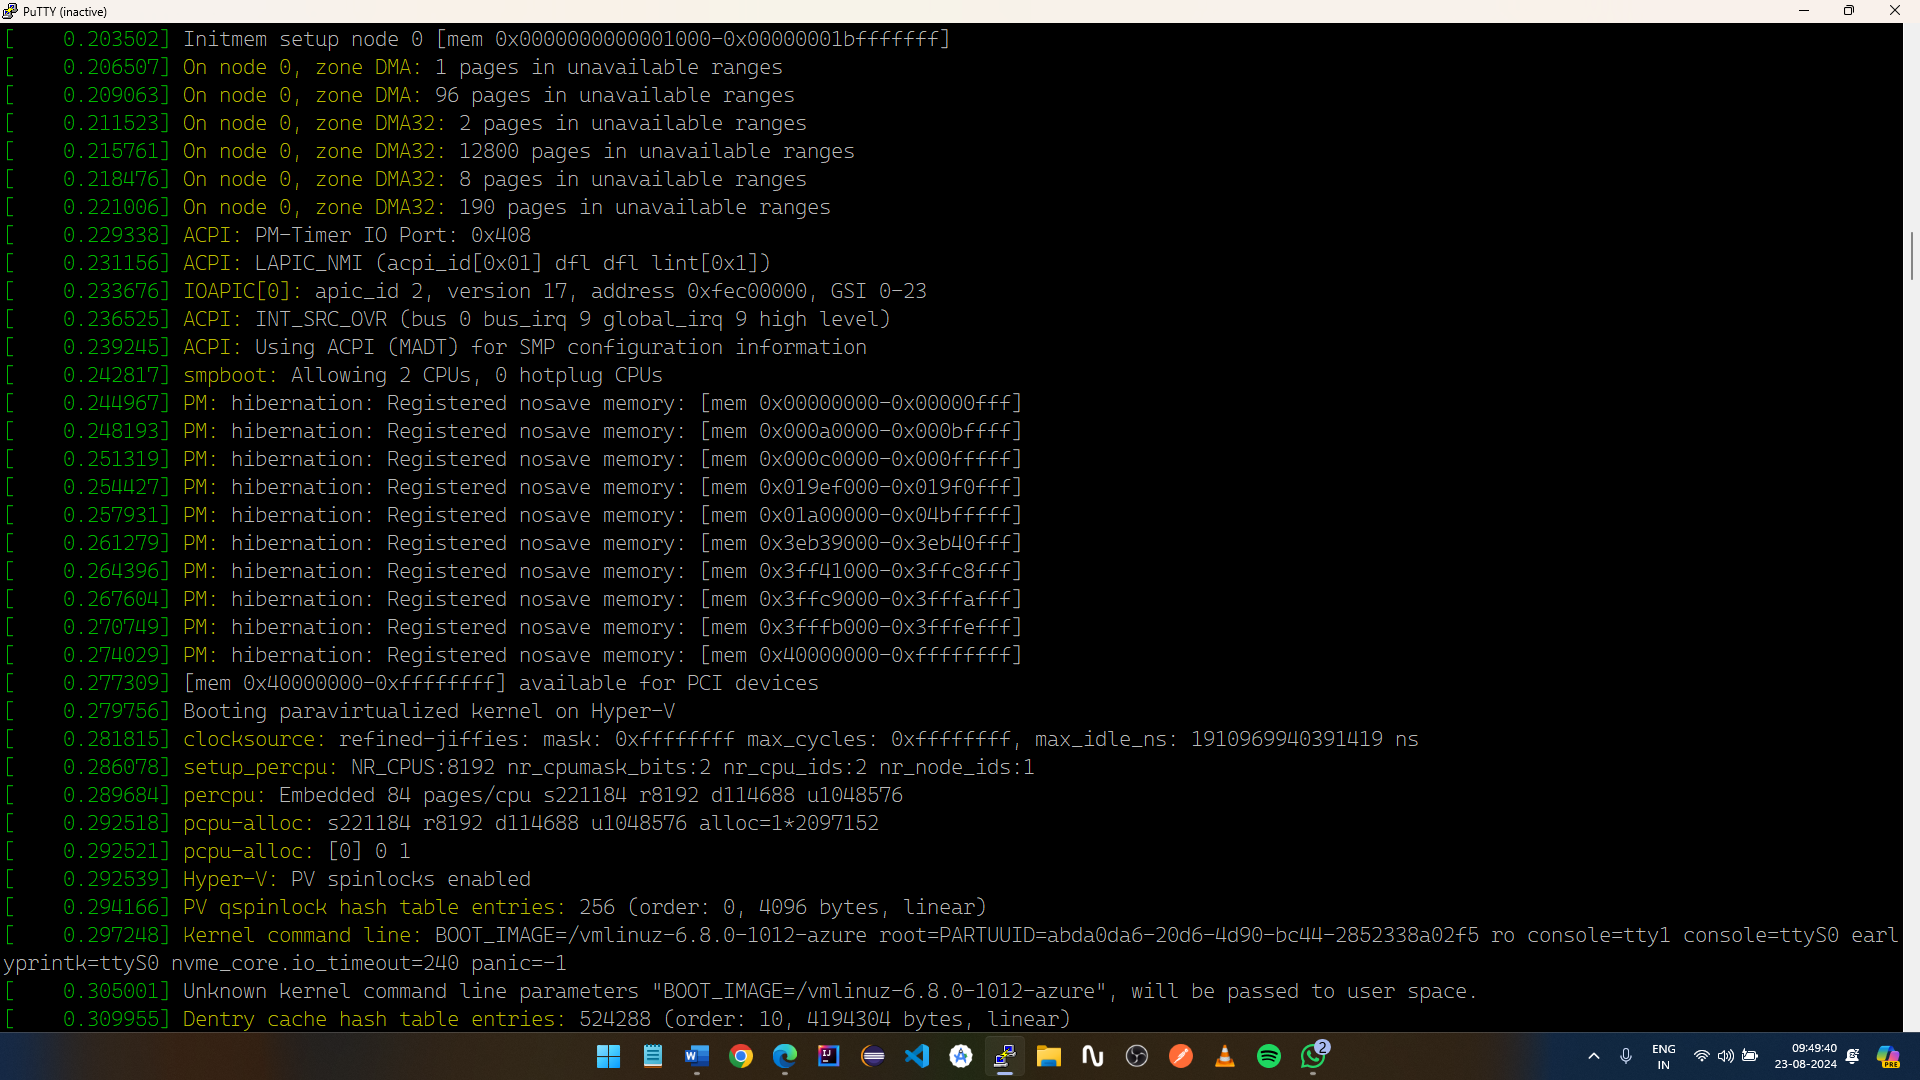 PuTTY (inactive)
[    0.203502] Initmem setup node 0 [mem 0x0000000000001000-0x00000001bfffffff]
[    0.206507] On node 0, zone DMA: 1 pages in unavailable ranges
[    0.209063] On node 0, zone DMA: 96 pages in unavailable ranges
[    0.211523] On node 0, zone DMA32: 2 pages in unavailable ranges
[    0.215761] On node 0, zone DMA32: 12800 pages in unavailable ranges
[    0.218476] On node 0, zone DMA32: 8 pages in unavailable ranges
[    0.221006] On node 0, zone DMA32: 190 pages in unavailable ranges
[    0.229338] ACPI: PM-Timer IO Port: 0x408
[    0.231156] ACPI: LAPIC_NMI (acpi_id[0x01] dfl dfl lint[0x1])
[    0.233676] IOAPIC[0]: apic_id 2, version 17, address 0xfec00000, GSI 0-23
[    0.236525] ACPI: INT_SRC_OVR (bus 0 bus_irq 9 global_irq 9 high level)
[    0.239245] ACPI: Using ACPI (MADT) for SMP configuration information
[    0.242817] smpboot: Allowing 2 CPUs, 0 hotplug CPUs
[    0.244967] PM: hibernation: Registered nosave memory: [mem 0x00000000-0x00000fff]
[    0.248193] PM: hibernation: Registered nosave memory: [mem 0x000a0000-0x000bffff]
[    0.251319] PM: hibernation: Registered nosave memory: [mem 0x000c0000-0x000fffff]
[    0.254427] PM: hibernation: Registered nosave memory: [mem 0x019ef000-0x019f0fff]
[    0.257931] PM: hibernation: Registered nosave memory: [mem 0x01a00000-0x04bfffff]
[    0.261279] PM: hibernation: Registered nosave memory: [mem 0x3eb39000-0x3eb40fff]
[    0.264396] PM: hibernation: Registered nosave memory: [mem 0x3ff41000-0x3ffc8fff]
[    0.267604] PM: hibernation: Registered nosave memory: [mem 0x3ffc9000-0x3fffafff]
[    0.270749] PM: hibernation: Registered nosave memory: [mem 0x3fffb000-0x3fffefff]
[    0.274029] PM: hibernation: Registered nosave memory: [mem 0x40000000-0xffffffff]
[    0.277309] [mem 0x40000000-0xffffffff] available for PCI devices
[    0.279756] Booting paravirtualized kernel on Hyper-V
[    0.281815] clocksource: refined-jiffies: mask: 0xffffffff max_cycles: 0xffffffff, max_idle_ns: 1910969940391419 ns
[    0.286078] setup_percpu: NR_CPUS:8192 nr_cpumask_bits:2 nr_cpu_ids:2 nr_node_ids:1
[    0.289684] percpu: Embedded 84 pages/cpu s221184 r8192 d114688 u1048576
[    0.292518] pcpu-alloc: s221184 r8192 d114688 u1048576 alloc=1*2097152
[    0.292521] pcpu-alloc: [0] 0 1
[    0.292539] Hyper-V: PV spinlocks enabled
[    0.294166] PV qspinlock hash table entries: 256 (order: 0, 4096 bytes, linear)
[    0.297248] Kernel command line: BOOT_IMAGE=/vmlinuz-6.8.0-1012-azure root=PARTUUID=abda0da6-20d6-4d90-bc44-2852338a02f5 ro console=tty1 console=ttyS0 earl
yprintk=ttyS0 nvme_core.io_timeout=240 panic=-1
[    0.305001] Unknown kernel command line parameters "BOOT_IMAGE=/vmlinuz-6.8.0-1012-azure", will be passed to user space.
[    0.309955] Dentry cache hash table entries: 524288 (order: 10, 4194304 bytes, linear)
2
ENG
IN
09:49:40
23-08-2024
PRE